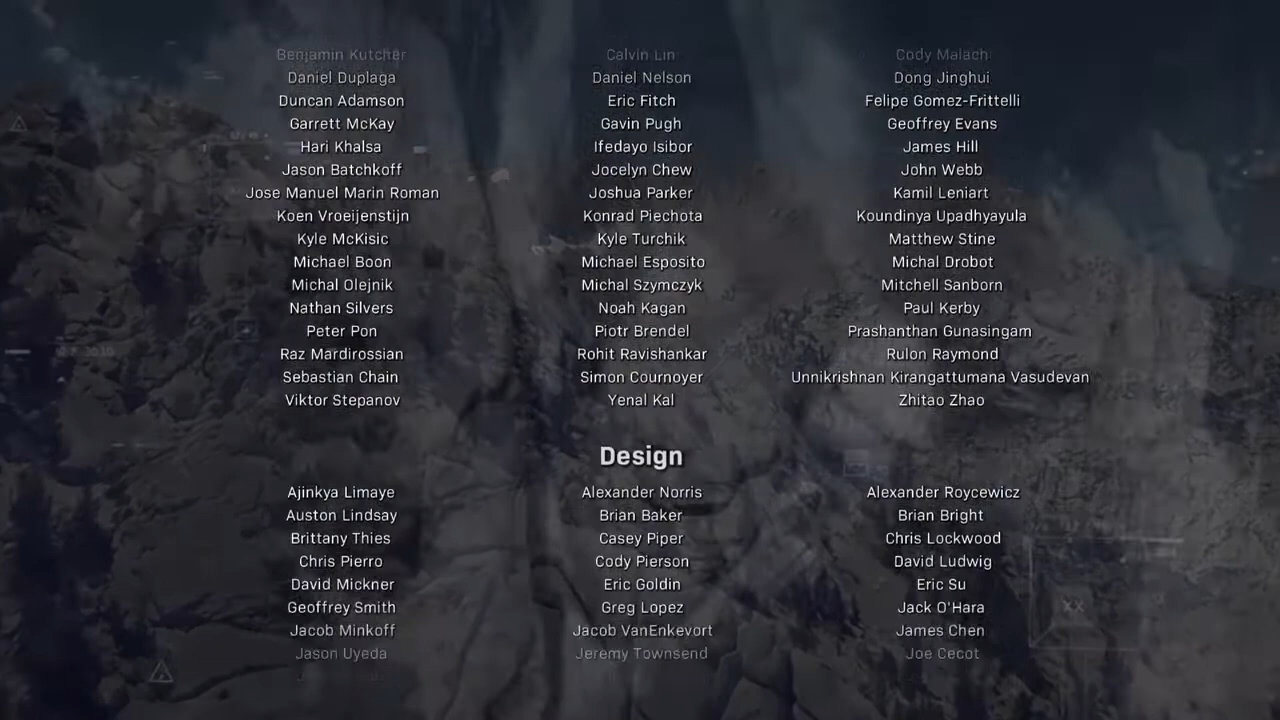 Benjamin Kutcher Calvin Lin Cody Malach
Daniel Duplaga Daniel Nelson Dong Jinghui
Duncan Adamson Eric Fitch Felipe Gomez-Frittelli
Garrett McKay Gavin Pugh Geoffrey Evans
Hari Khalsa Ifedayo Isibor James Hill
Jason Batchkoff Jocelyn Chew John Webb
Jose Manuel Marin Roman Joshua Parker Kamil Leniart
Koen Vroeijenstijn Konrad Piechota Koundinya Upadhyayula
Kyle McKisic Kyle Turchik Matthew Stine
Michael Boon Michael Esposito Michal Drobot
Michal Olejnik Michal Szymczyk Mitchell Sanborn
Nathan Silvers Noah Kagan Paul Kerby
Peter Pon Piotr Brendel Prashanthan Gunasingam
Raz Mardirossian Rohit Ravishankar Rulon Raymond
Sebastian Chain Simon Cournoyer Unnikrishnan Kirangattumana Vasudevan
Viktor Stepanov Yenal Kal Zhitao Zhao
Design
Ajinkya Limaye Alexander Norris Alexander Roycewicz
Auston Lindsay Brian Baker Brian Bright
Brittany Thies Casey Piper Chris Lockwood
Chris Pierro Cody Pierson David Ludwig
David Mickner Eric Goldin Eric Su
Geoffrey Smith Greg Lopez Jack O'Hara
Jacob Minkoff Jacob VanEnkevort James Chen
Jason Uyeda Jeremy Townsend Joe Cecot
XX